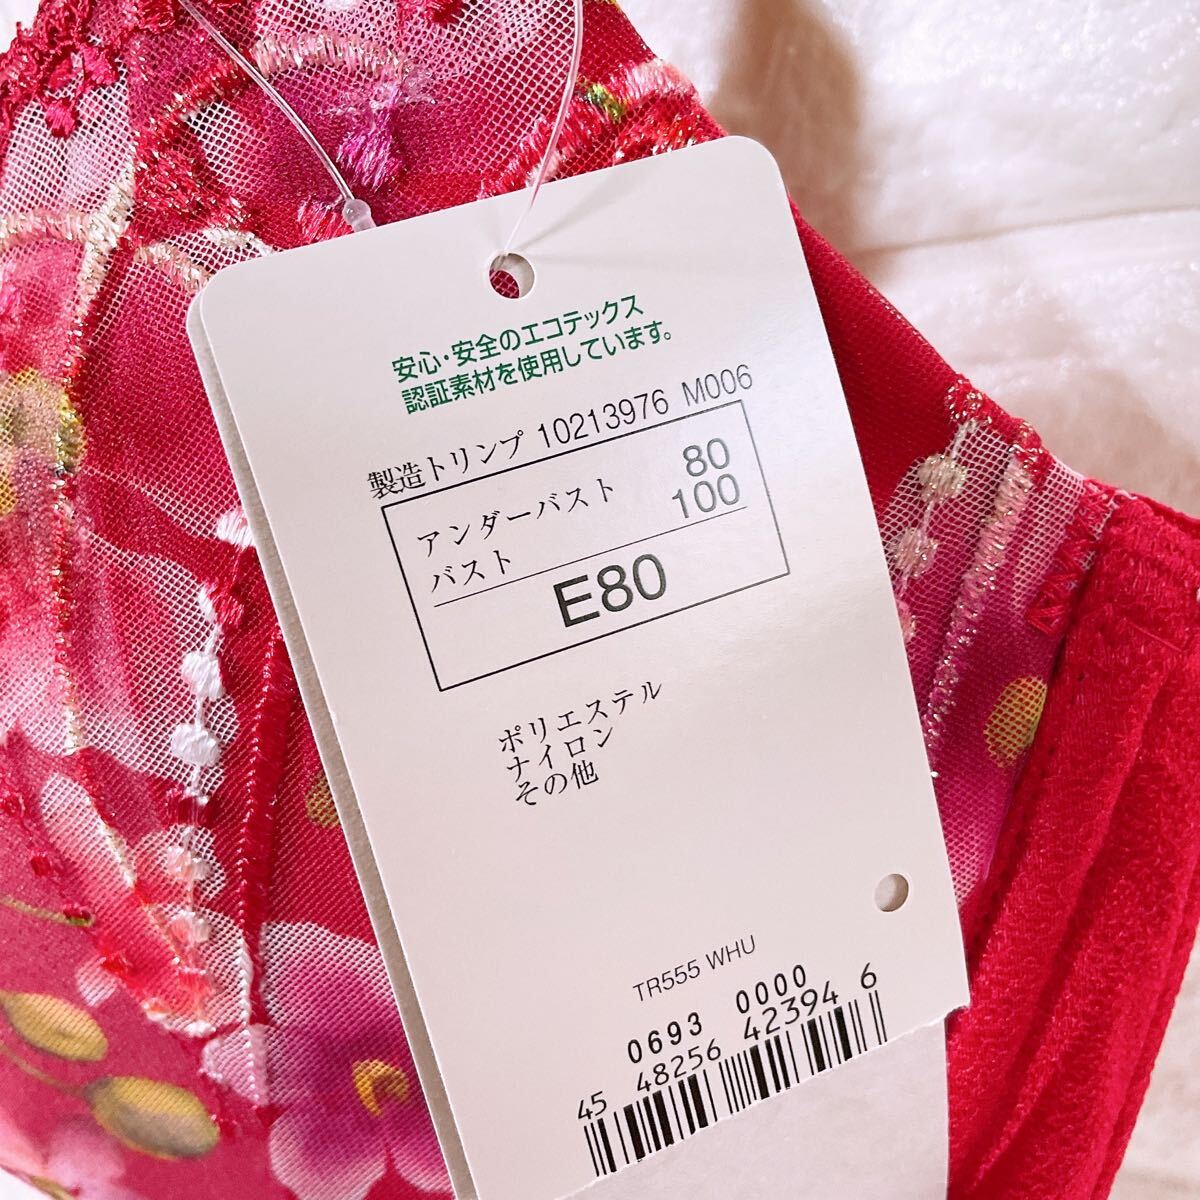 安心・安全のエコテックス
認証素材を使用しています。
製造トリンプ 10213976 M006
アンダーバスト 80
バスト 100
E80
ポリエステル
ナイロン
その他
TR555 WHU
0693 0000
45 48256 42394 6